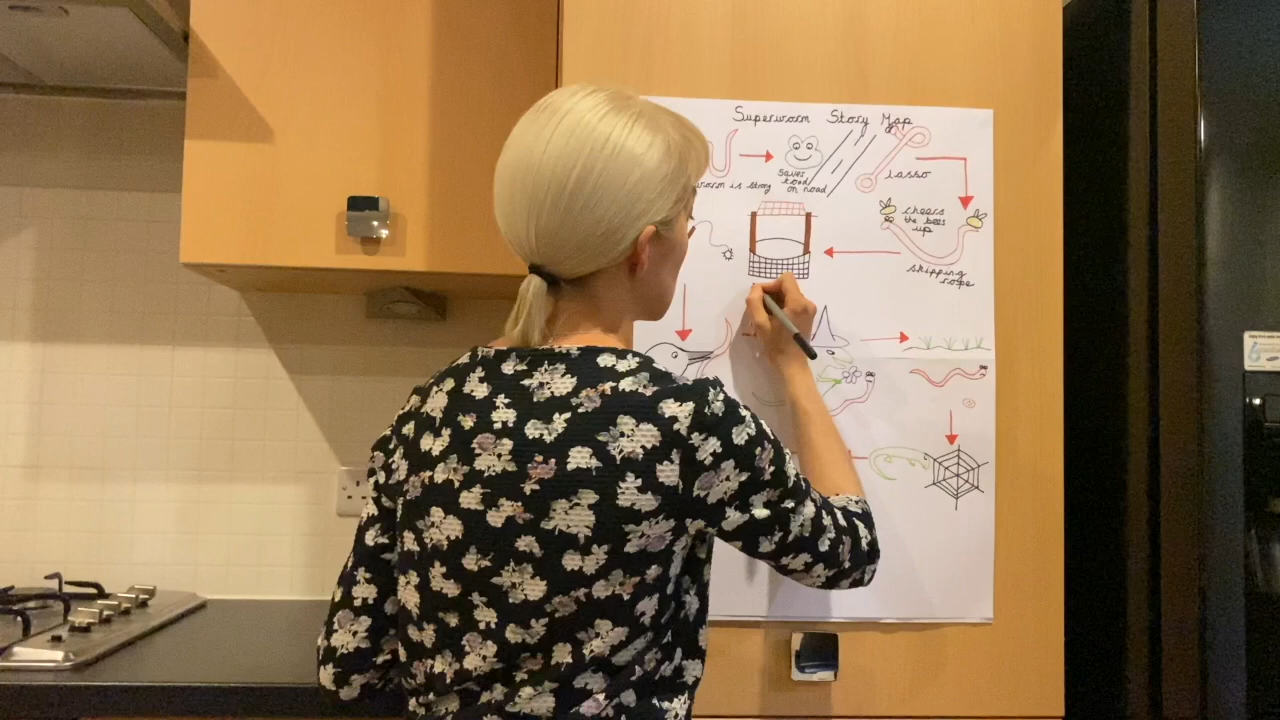 Superworm Story Map
worm is strong
saves
toad
on road
lasso
cheers
the bees
up
skipping
rope